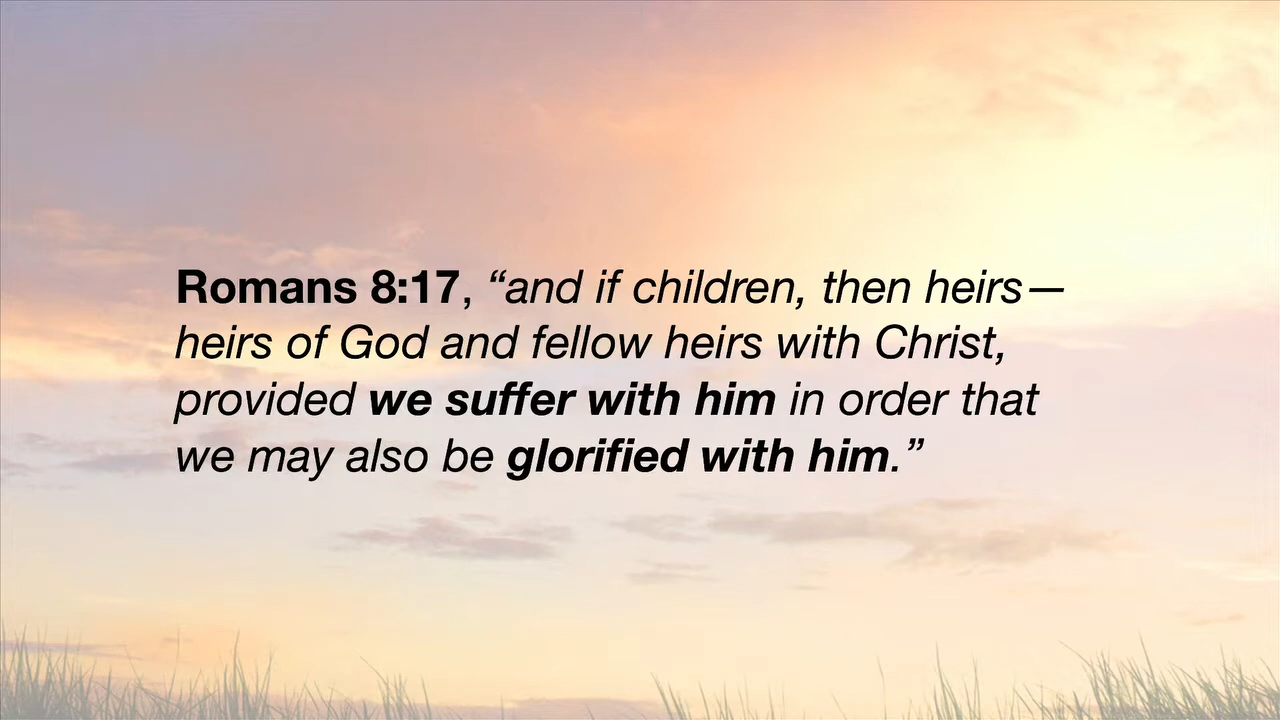 Romans 8:17, “and if children, then heirs—
heirs of God and fellow heirs with Christ,
provided we suffer with him in order that
we may also be glorified with him.”